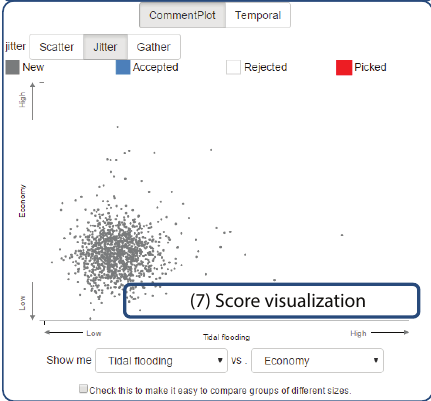 CommentPlot Temporal
jitter Scatter Jitter Gather
New Accepted Rejected Picked
High
Economy
Low
(7) Score visualization
Low Tidal flooding High
Show me Tidal flooding vs . Economy
Check this to make it easy to compare groups of different sizes.